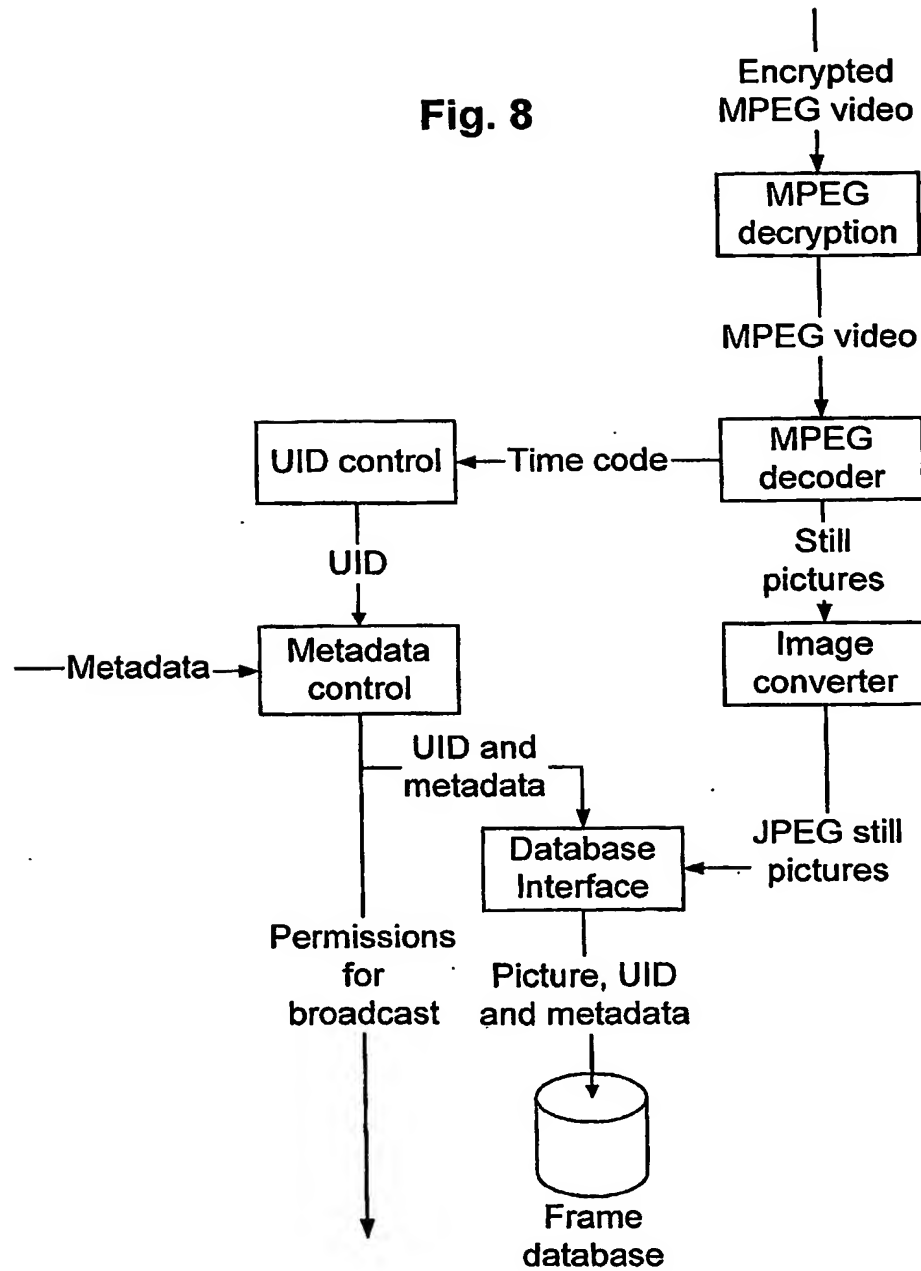 Fig. 8
Encrypted
MPEG video
MPEG
decryption
MPEG video
MPEG
decoder
Time code
UID control
UID
Still
pictures
Image
converter
Metadata
Metadata
control
UID and
metadata
JPEG still
pictures
Database
Interface
Permissions
for
broadcast
Picture, UID
and metadata
Frame
database